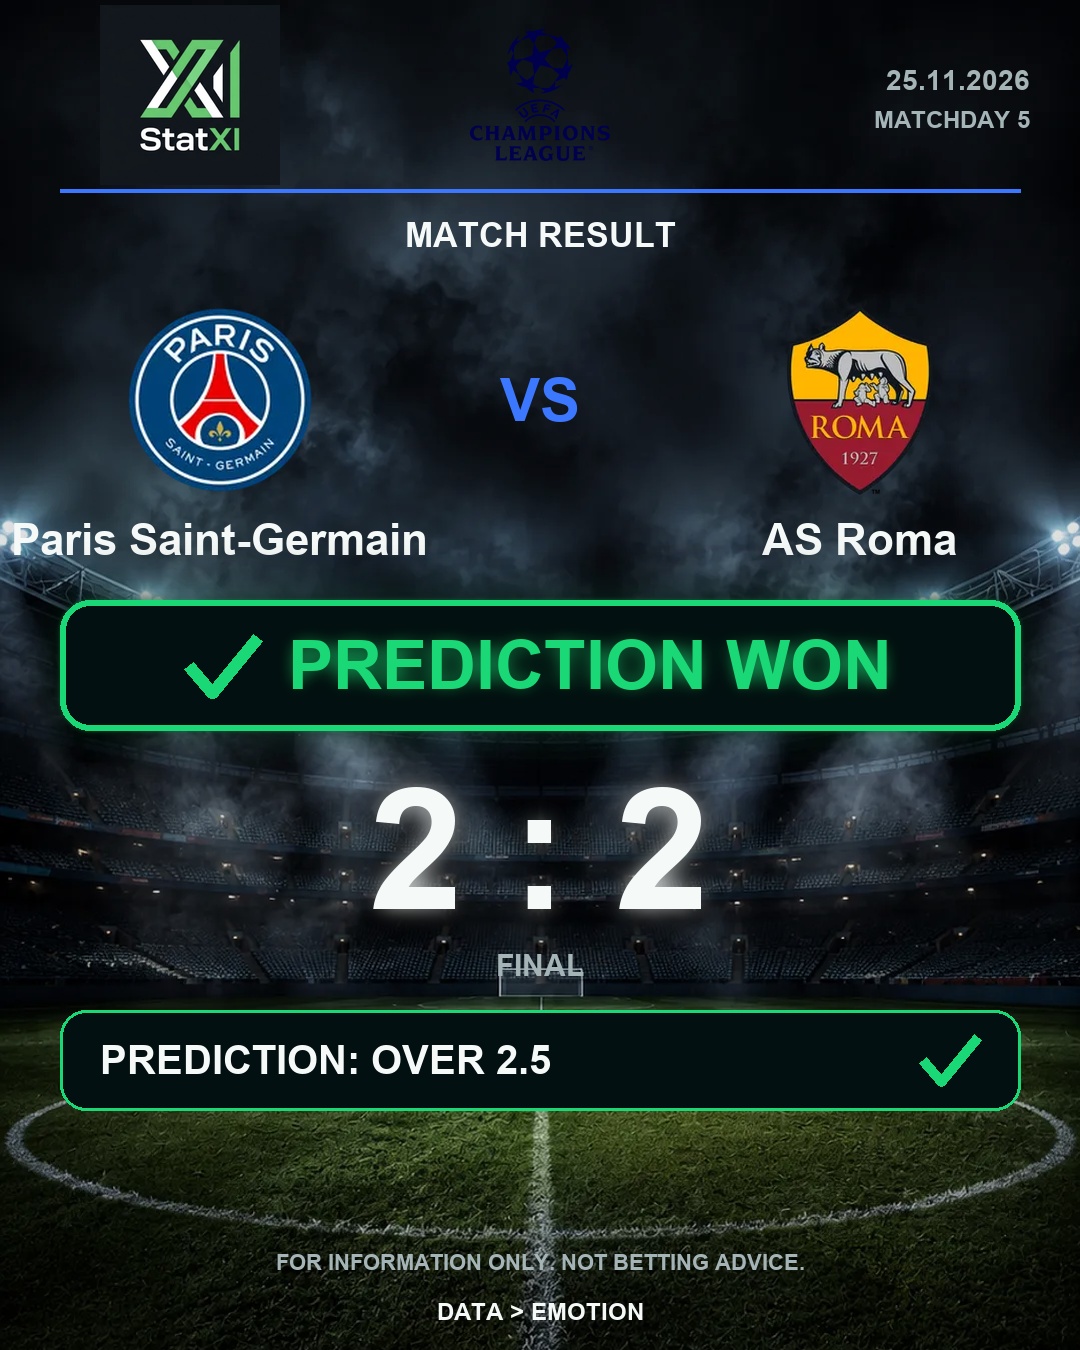 StatXI
UEFA
CHAMPIONS
LEAGUE
25.11.2026
MATCHDAY 5
MATCH RESULT
PARIS
SAINT-GERMAIN
VS
ROMA
1927
TM
Paris Saint-Germain
AS Roma
PREDICTION WON
2 : 2
FINAL
PREDICTION: OVER 2.5
FOR INFORMATION ONLY. NOT BETTING ADVICE.
DATA > EMOTION